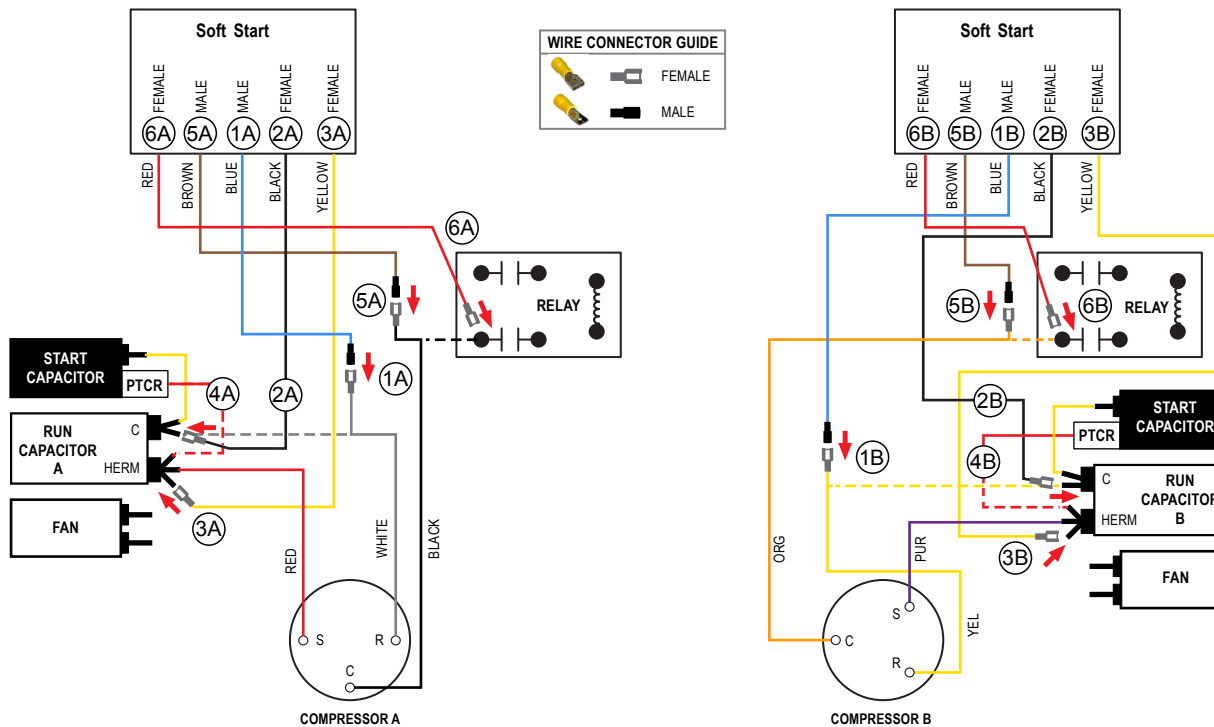 Soft Start
FEMALE
MALE
MALE
FEMALE
FEMALE
6A
5A
1A
2A
3A
RED
BROWN
BLUE
BLACK
YELLOW
WIRE CONNECTOR GUIDE
FEMALE
MALE
6A
5A
RELAY
1A
2A
START
CAPACITOR
PTCR
4A
RUN
CAPACITOR
A
C
HERM
3A
FAN
RED
WHITE
BLACK
S
R
C
COMPRESSOR A
Soft Start
FEMALE
MALE
MALE
FEMALE
FEMALE
6B
5B
1B
2B
3B
RED
BROWN
BLUE
BLACK
YELLOW
5B
6B
RELAY
2B
START
CAPACITOR
PTCR
1B
4B
C
HERM
RUN
CAPACITOR
B
3B
FAN
ORG
PUR
YEL
S
C
R
COMPRESSOR B